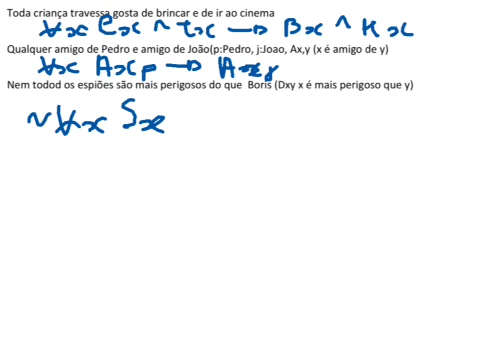 Toda criança travessa gosta de brincar e de ir ao cinema
∀x Cx ∧ tx → Bx ∧ Kx
Qualquer amigo de Pedro e amigo de João(p:Pedro, j:Joao, Ax,y (x é amigo de y)
∀x Axp → Axj
Nem todod os espiões são mais perigosos do que Boris (Dxy x é mais perigoso que y)
~∀x Sx